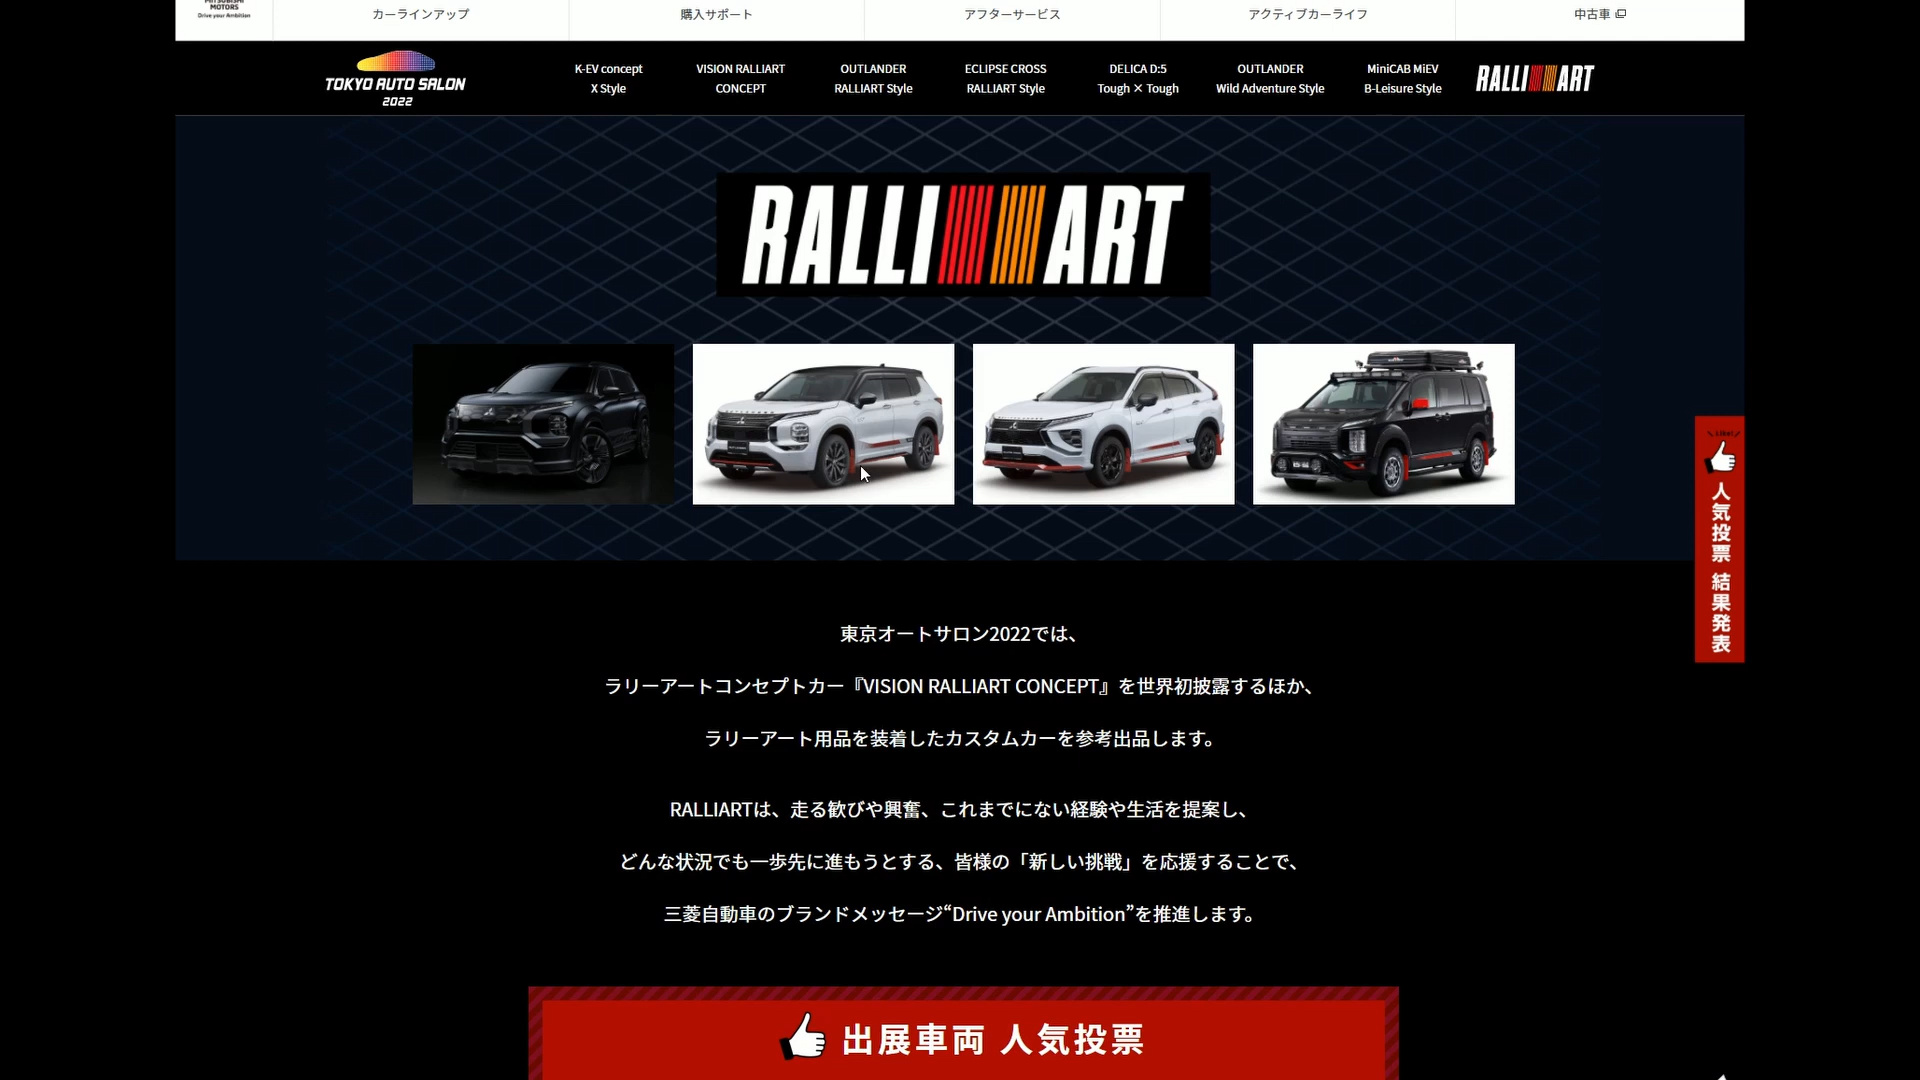 MOTORS
Drive your Ambition
カーラインアップ
購入サポート
アフターサービス
アクティブカーライフ
中古車
TOKYO AUTO SALON
2022
K-EV concept
X Style
VISION RALLIART
CONCEPT
OUTLANDER
RALLIART Style
ECLIPSE CROSS
RALLIART Style
DELICA D:5
Tough × Tough
OUTLANDER
Wild Adventure Style
MiniCAB MiEV
B-Leisure Style
RALLIART
RALLIART
人気投票 結果発表
東京オートサロン2022では、
ラリーアートコンセプトカー『VISION RALLIART CONCEPT』を世界初披露するほか、
ラリーアート用品を装着したカスタムカーを参考出品します。
RALLIARTは、走る歓びや興奮、これまでにない経験や生活を提案し、
どんな状況でも一歩先に進もうとする、皆様の「新しい挑戦」を応援することで、
三菱自動車のブランドメッセージ“Drive your Ambition”を推進します。
出展車両 人気投票